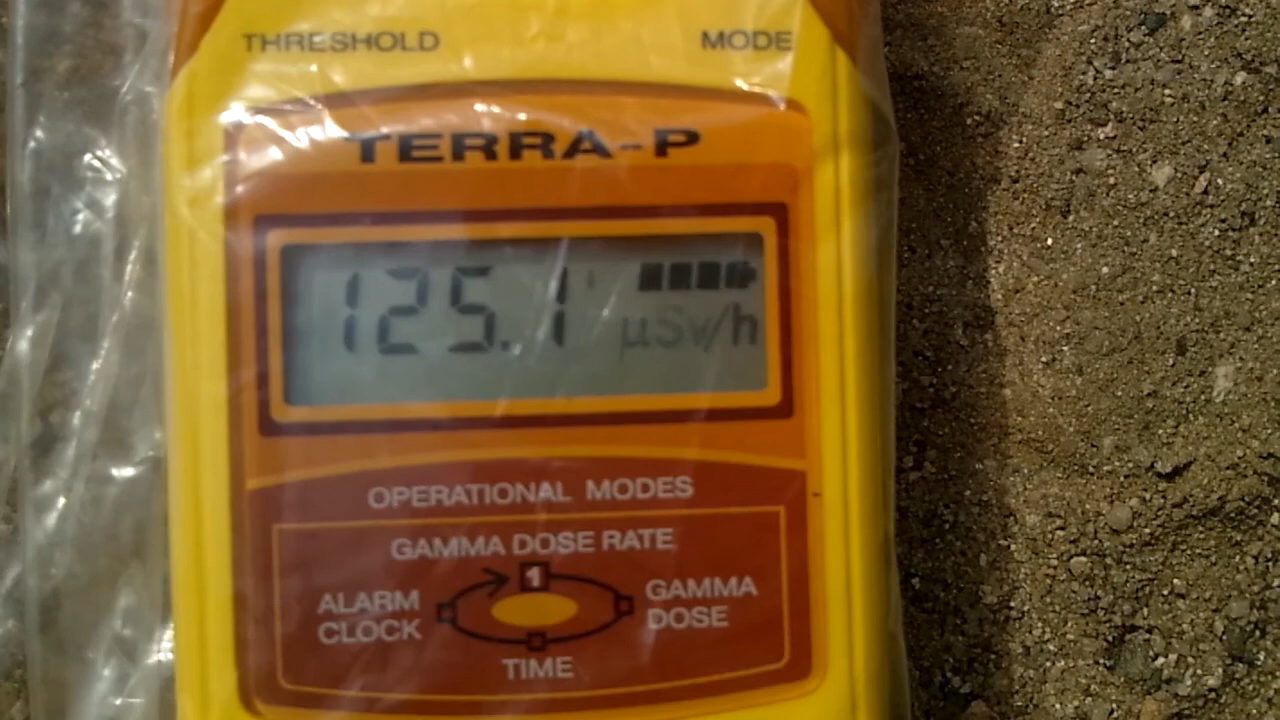 THRESHOLD MODE
TERRA-P
125.1 µSv/h
OPERATIONAL MODES
GAMMA DOSE RATE
1
ALARM CLOCK
GAMMA DOSE
TIME